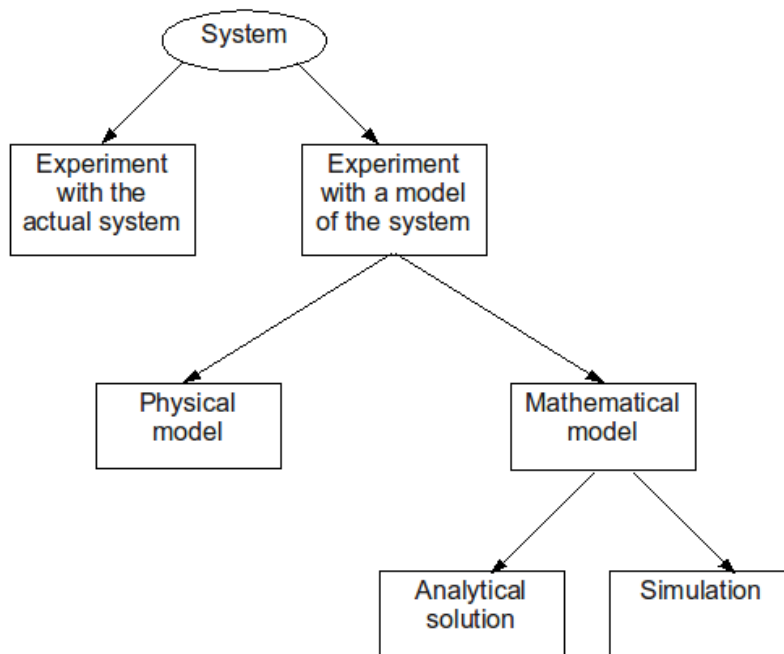 System
Experiment
with the
actual system
Experiment
with a model
of the system
Physical
model
Mathematical
model
Analytical
solution
Simulation